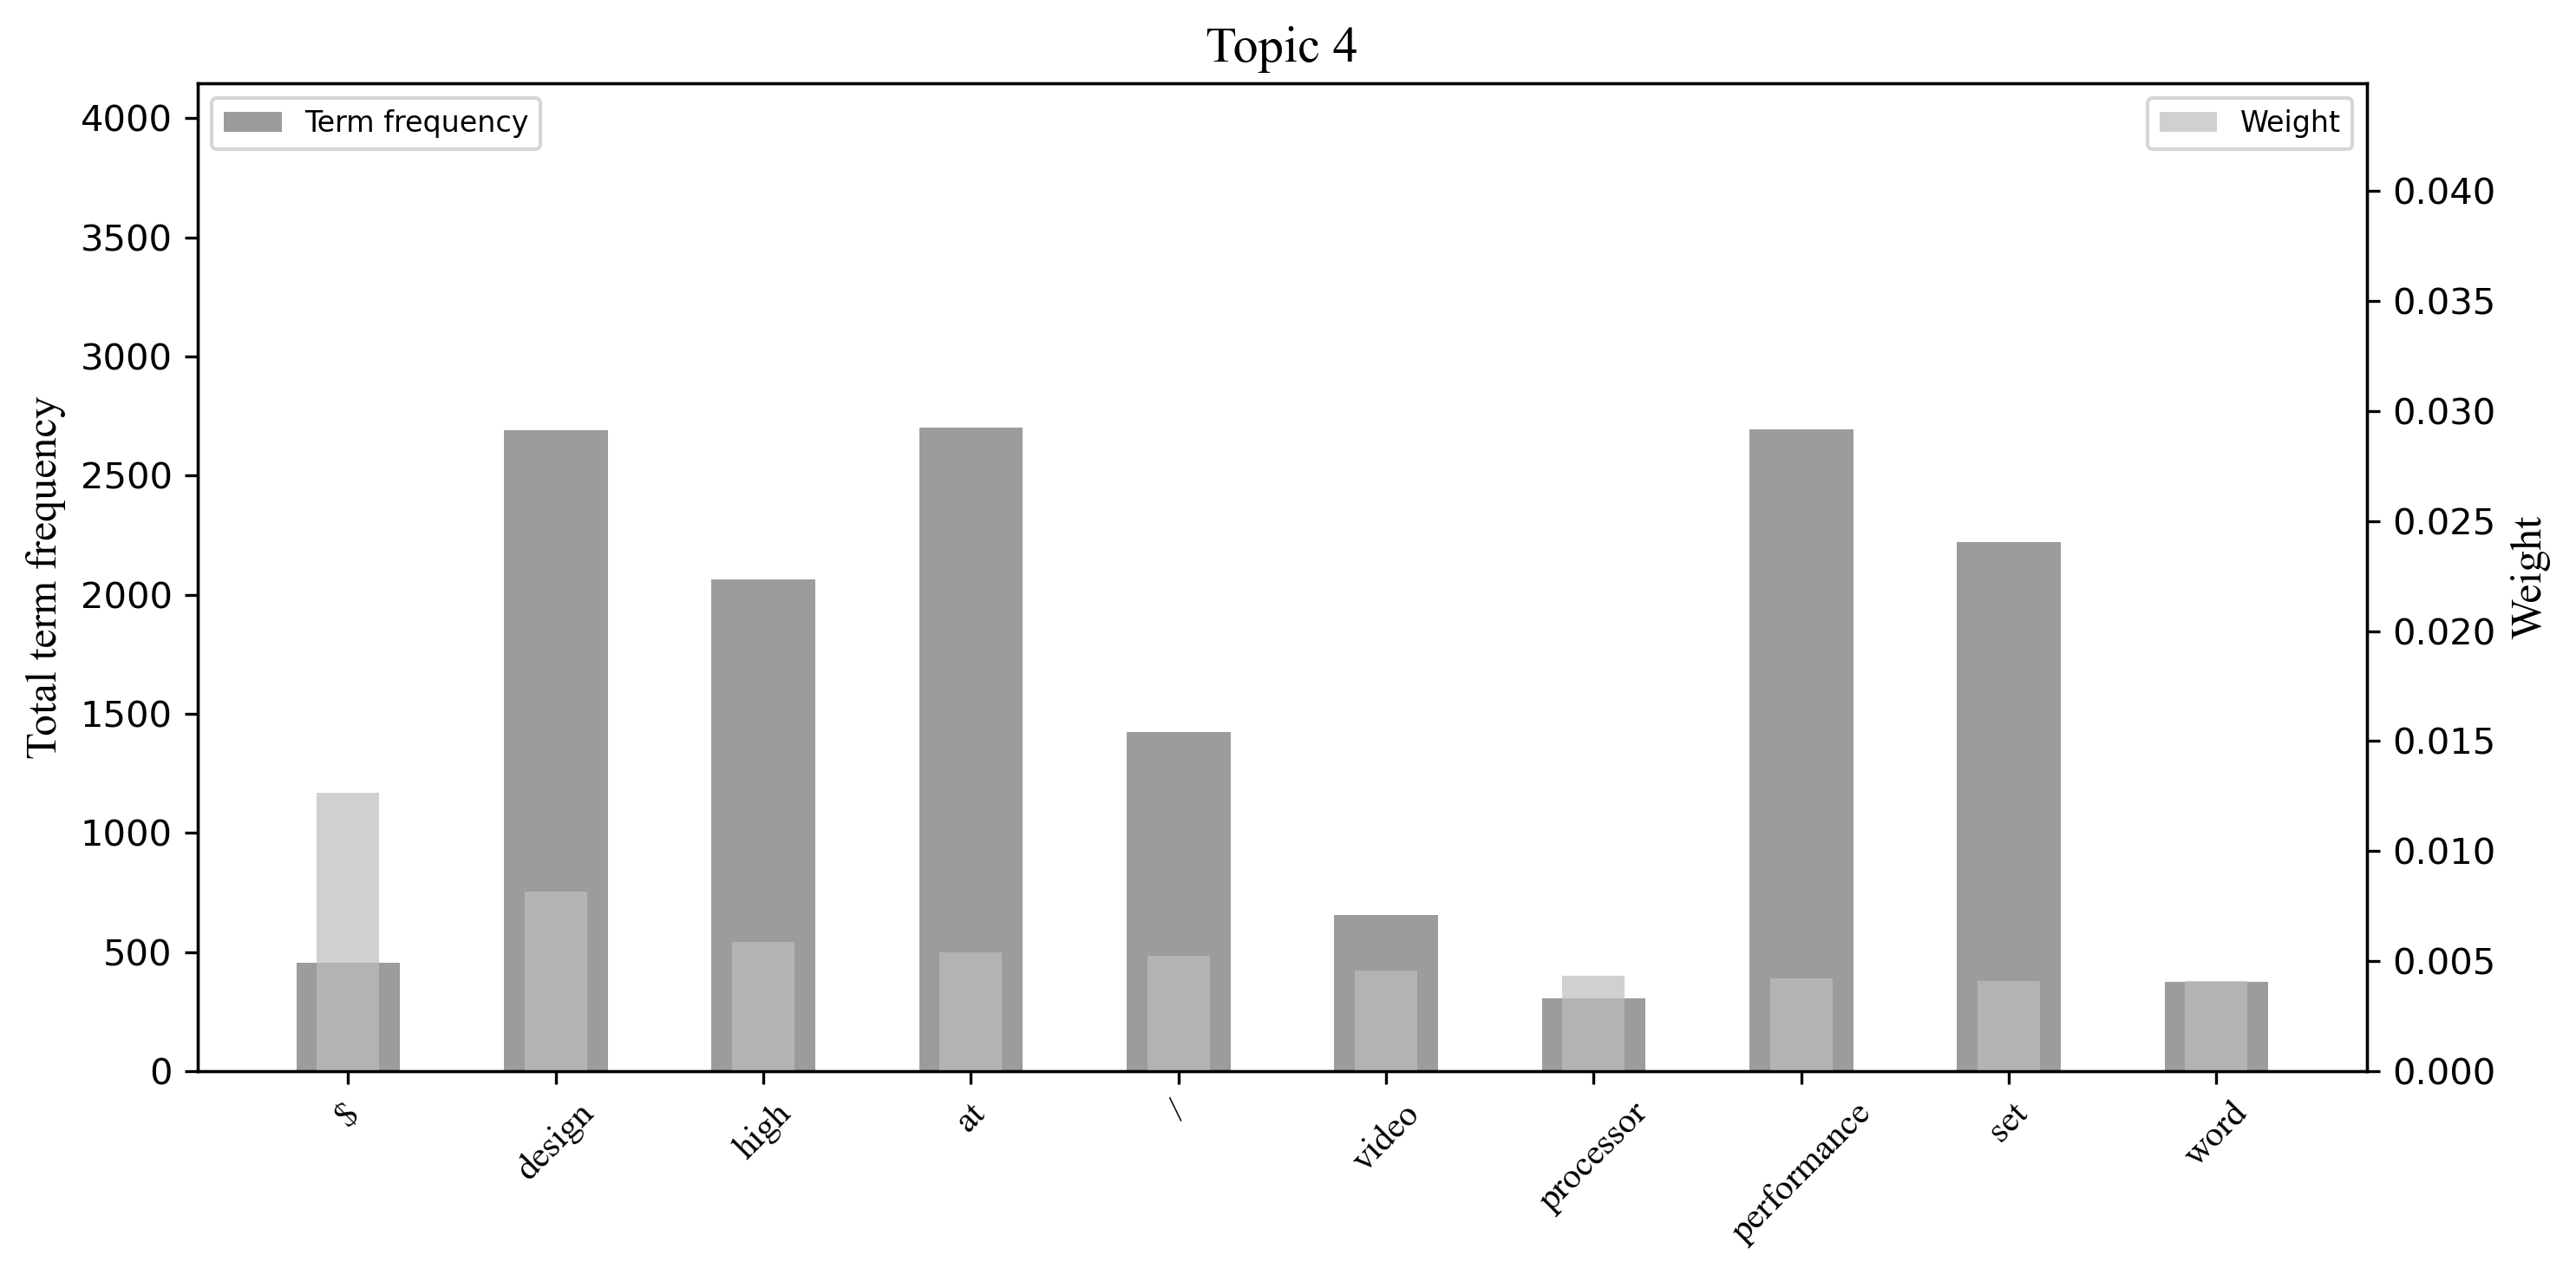 Topic 4
Term frequency
Weight
4000
3500
3000
2500
2000
1500
1000
500
0
Total term frequency
0.040
0.035
0.030
0.025
0.020
0.015
0.010
0.005
0.000
Weight
$
design
high
at
/
video
processor
performance
set
word